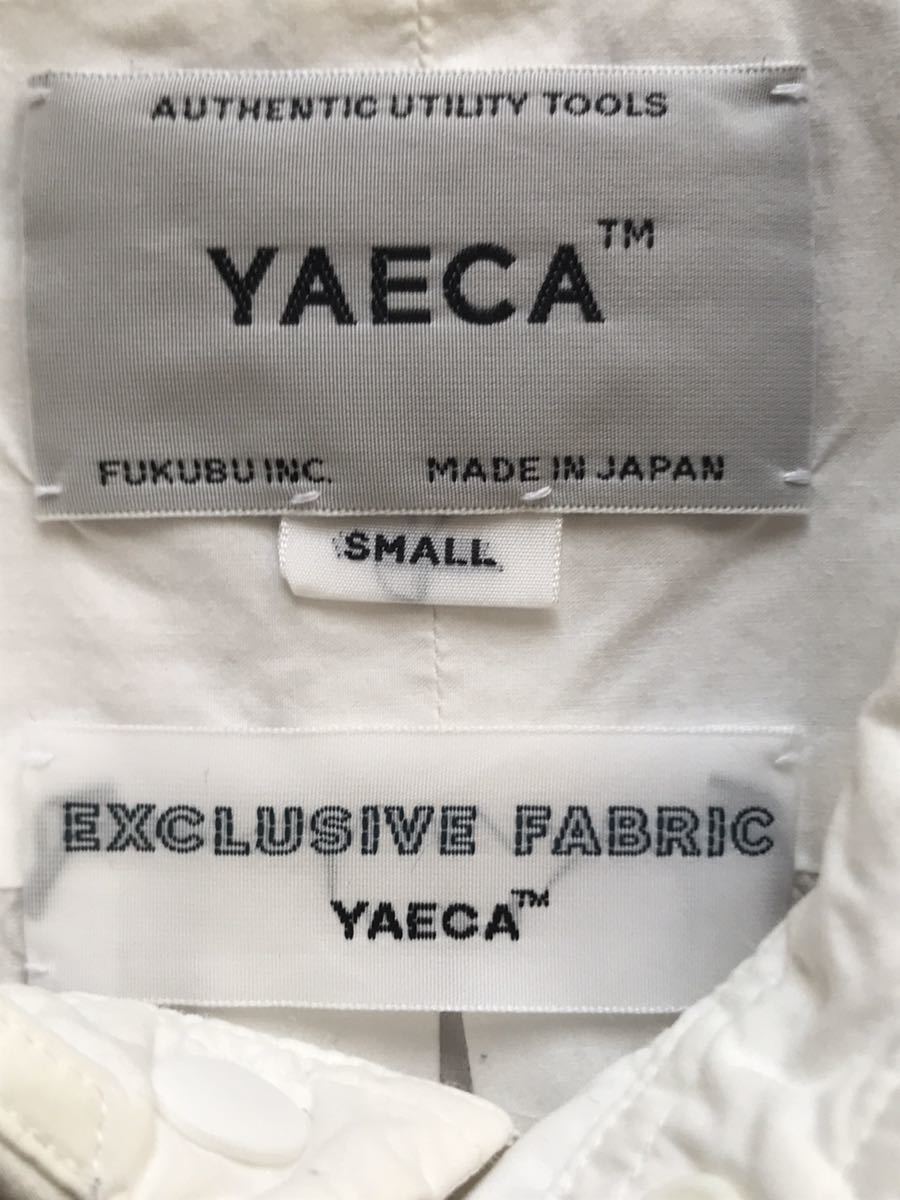 AUTHENTIC UTILITY TOOLS
YAECA™
FUKUBU INC. MADE IN JAPAN
SMALL
EXCLUSIVE FABRIC
YAECA™